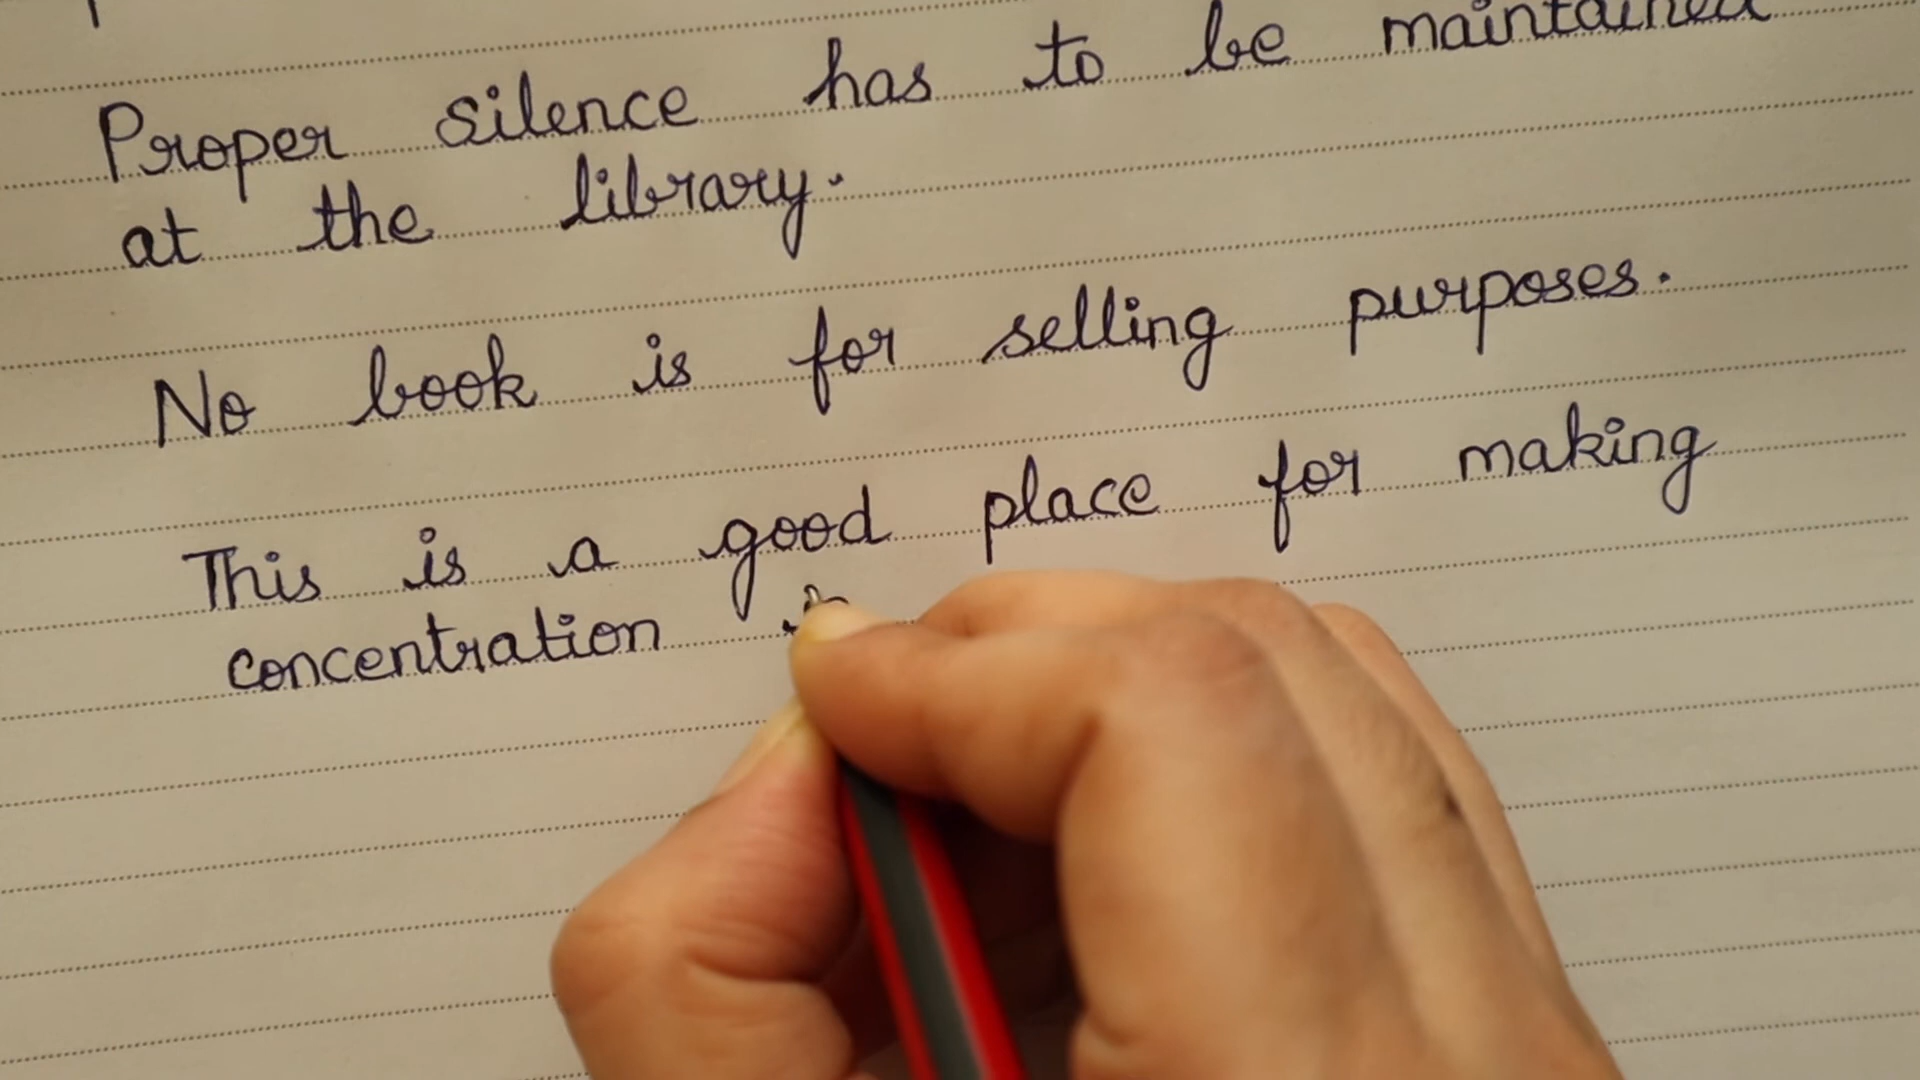 Proper silence has to be maintained
at the library.
No book is for selling purposes.
This is a good place for making
concentration